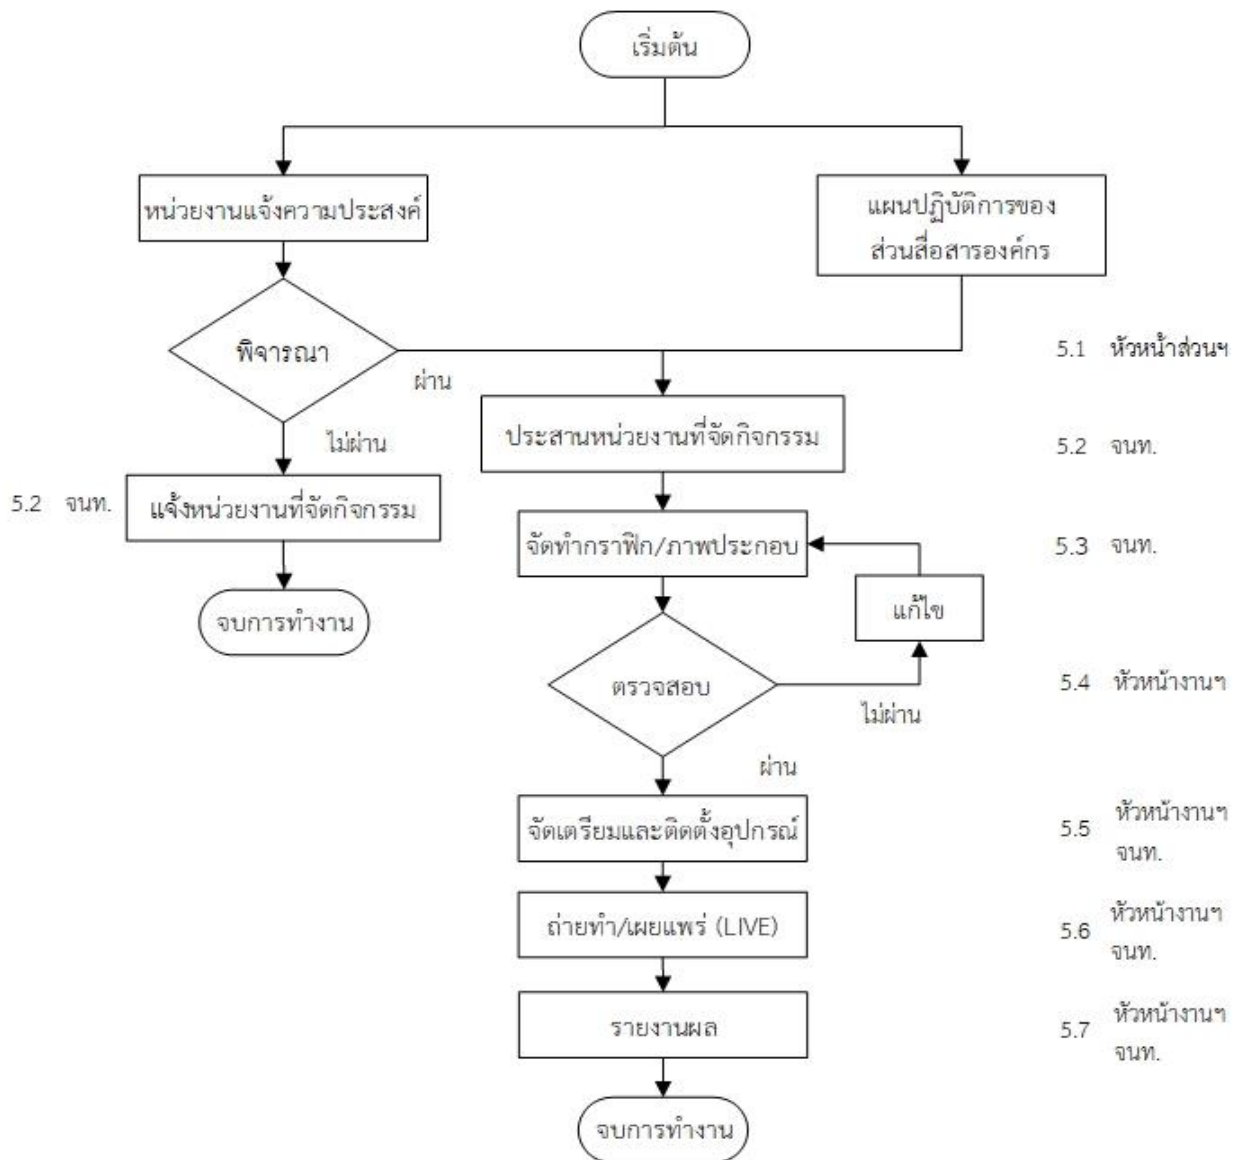 เริ่มต้น
หน่วยงานแจ้งความประสงค์
แผนปฏิบัติการของ
ส่วนสื่อสารองค์กร
พิจารณา
ผ่าน
5.1 หัวหน้าส่วนฯ
ไม่ผ่าน
ประสานหน่วยงานที่จัดกิจกรรม
5.2 จนท.
5.2 จนท.
แจ้งหน่วยงานที่จัดกิจกรรม
จัดทำกราฟิก/ภาพประกอบ
5.3 จนท.
จบการทำงาน
แก้ไข
ตรวจสอบ
ไม่ผ่าน
5.4 หัวหน้างานฯ
ผ่าน
จัดเตรียมและติดตั้งอุปกรณ์
5.5 หัวหน้างานฯ
จนท.
ถ่ายทำ/เผยแพร่ (LIVE)
5.6 หัวหน้างานฯ
จนท.
รายงานผล
5.7 หัวหน้างานฯ
จนท.
จบการทำงาน